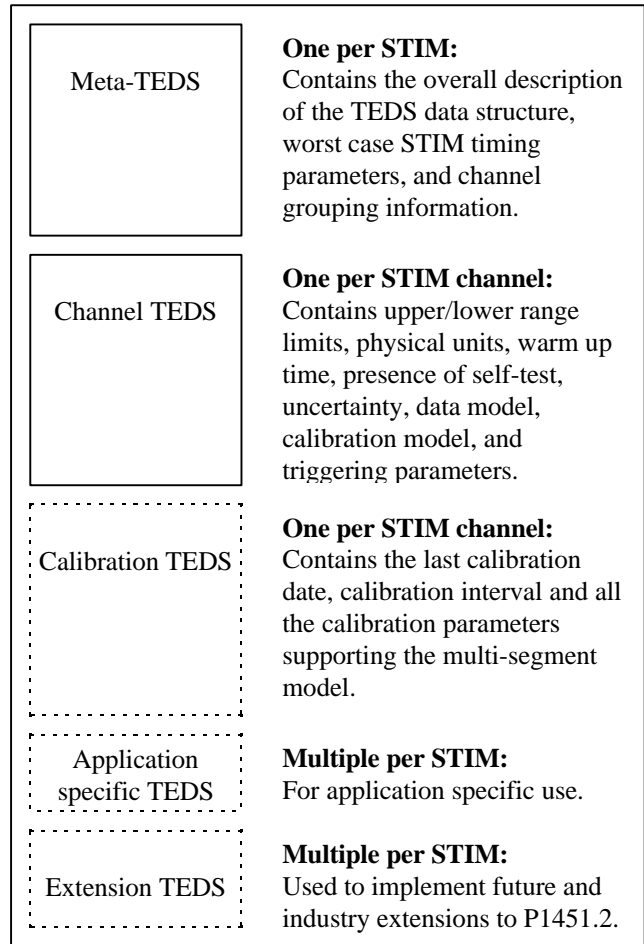 Meta-TEDS
One per STIM:
Contains the overall description
of the TEDS data structure,
worst case STIM timing
parameters, and channel
grouping information.
Channel TEDS
One per STIM channel:
Contains upper/lower range
limits, physical units, warm up
time, presence of self-test,
uncertainty, data model,
calibration model, and
triggering parameters.
Calibration TEDS
One per STIM channel:
Contains the last calibration
date, calibration interval and all
the calibration parameters
supporting the multi-segment
model.
Application
specific TEDS
Multiple per STIM:
For application specific use.
Extension TEDS
Multiple per STIM:
Used to implement future and
industry extensions to P1451.2.